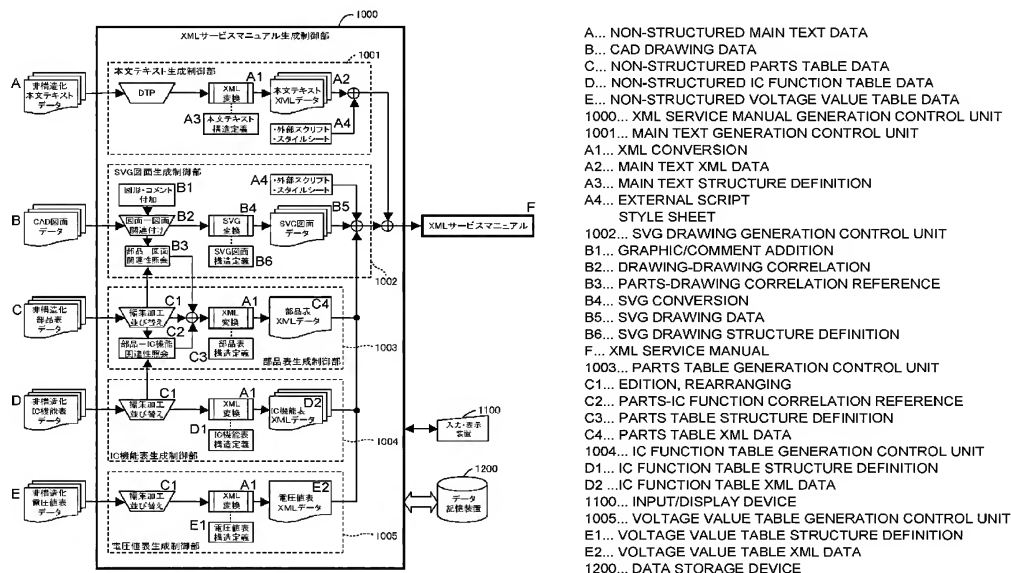 1000
XMLサービスマニュアル生成制御部
1001
本文テキスト生成制御部
A
非構造化
本文テキスト
データ
DTP
A1
XML
変換
A2
本文テキスト
XMLデータ
A3
本文テキスト
構造定義
A4
・外部スクリプト
・スタイルシート
SVG図面生成制御部
B1
図形・コメント
付加
A4
・外部スクリプト
・スタイルシート
B
CAD図面
データ
B2
図面ー図面
関連付け
B4
SVG
変換
B5
SVG図面
データ
F
XMLサービスマニュアル
B3
部品ー図面
関連性照会
SVG図面
構造定義
B6
1002
C
非構造化
部品表
データ
C1
編集加工
並び替え
A1
XML
変換
C4
部品表
XMLデータ
C2
部品ーIC機能
関連性照会
C3
部品表
構造定義
1003
部品表生成制御部
D
非構造化
IC機能表
データ
C1
編集加工
並び替え
A1
XML
変換
D2
IC機能表
XMLデータ
D1
IC機能表
構造定義
1004
IC機能表生成制御部
1100
入力・表示
装置
E
非構造化
電圧値表
データ
C1
編集加工
並び替え
A1
XML
変換
E2
電圧値表
XMLデータ
1200
データ
記憶装置
E1
電圧値表
構造定義
1005
電圧値表生成制御部
A... NON-STRUCTURED MAIN TEXT DATA
B... CAD DRAWING DATA
C... NON-STRUCTURED PARTS TABLE DATA
D... NON-STRUCTURED IC FUNCTION TABLE DATA
E... NON-STRUCTURED VOLTAGE VALUE TABLE DATA
1000... XML SERVICE MANUAL GENERATION CONTROL UNIT
1001... MAIN TEXT GENERATION CONTROL UNIT
A1... XML CONVERSION
A2... MAIN TEXT XML DATA
A3... MAIN TEXT STRUCTURE DEFINITION
A4... EXTERNAL SCRIPT
STYLE SHEET
1002... SVG DRAWING GENERATION CONTROL UNIT
B1... GRAPHIC/COMMENT ADDITION
B2... DRAWING-DRAWING CORRELATION
B3... PARTS-DRAWING CORRELATION REFERENCE
B4... SVG CONVERSION
B5... SVG DRAWING DATA
B6... SVG DRAWING STRUCTURE DEFINITION
F... XML SERVICE MANUAL
1003... PARTS TABLE GENERATION CONTROL UNIT
C1... EDITION, REARRANGING
C2... PARTS-IC FUNCTION CORRELATION REFERENCE
C3... PARTS TABLE STRUCTURE DEFINITION
C4... PARTS TABLE XML DATA
1004... IC FUNCTION TABLE GENERATION CONTROL UNIT
D1... IC FUNCTION TABLE STRUCTURE DEFINITION
D2 ...IC FUNCTION TABLE XML DATA
1100... INPUT/DISPLAY DEVICE
1005... VOLTAGE VALUE TABLE GENERATION CONTROL UNIT
E1... VOLTAGE VALUE TABLE STRUCTURE DEFINITION
E2... VOLTAGE VALUE TABLE XML DATA
1200... DATA STORAGE DEVICE